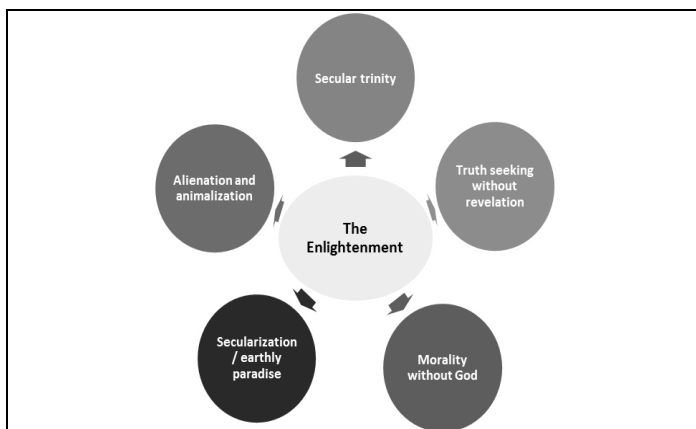 Secular trinity
Alienation and
animalization
Truth seeking
without
revelation
The
Enlightenment
Secularization
/ earthly
paradise
Morality
without God